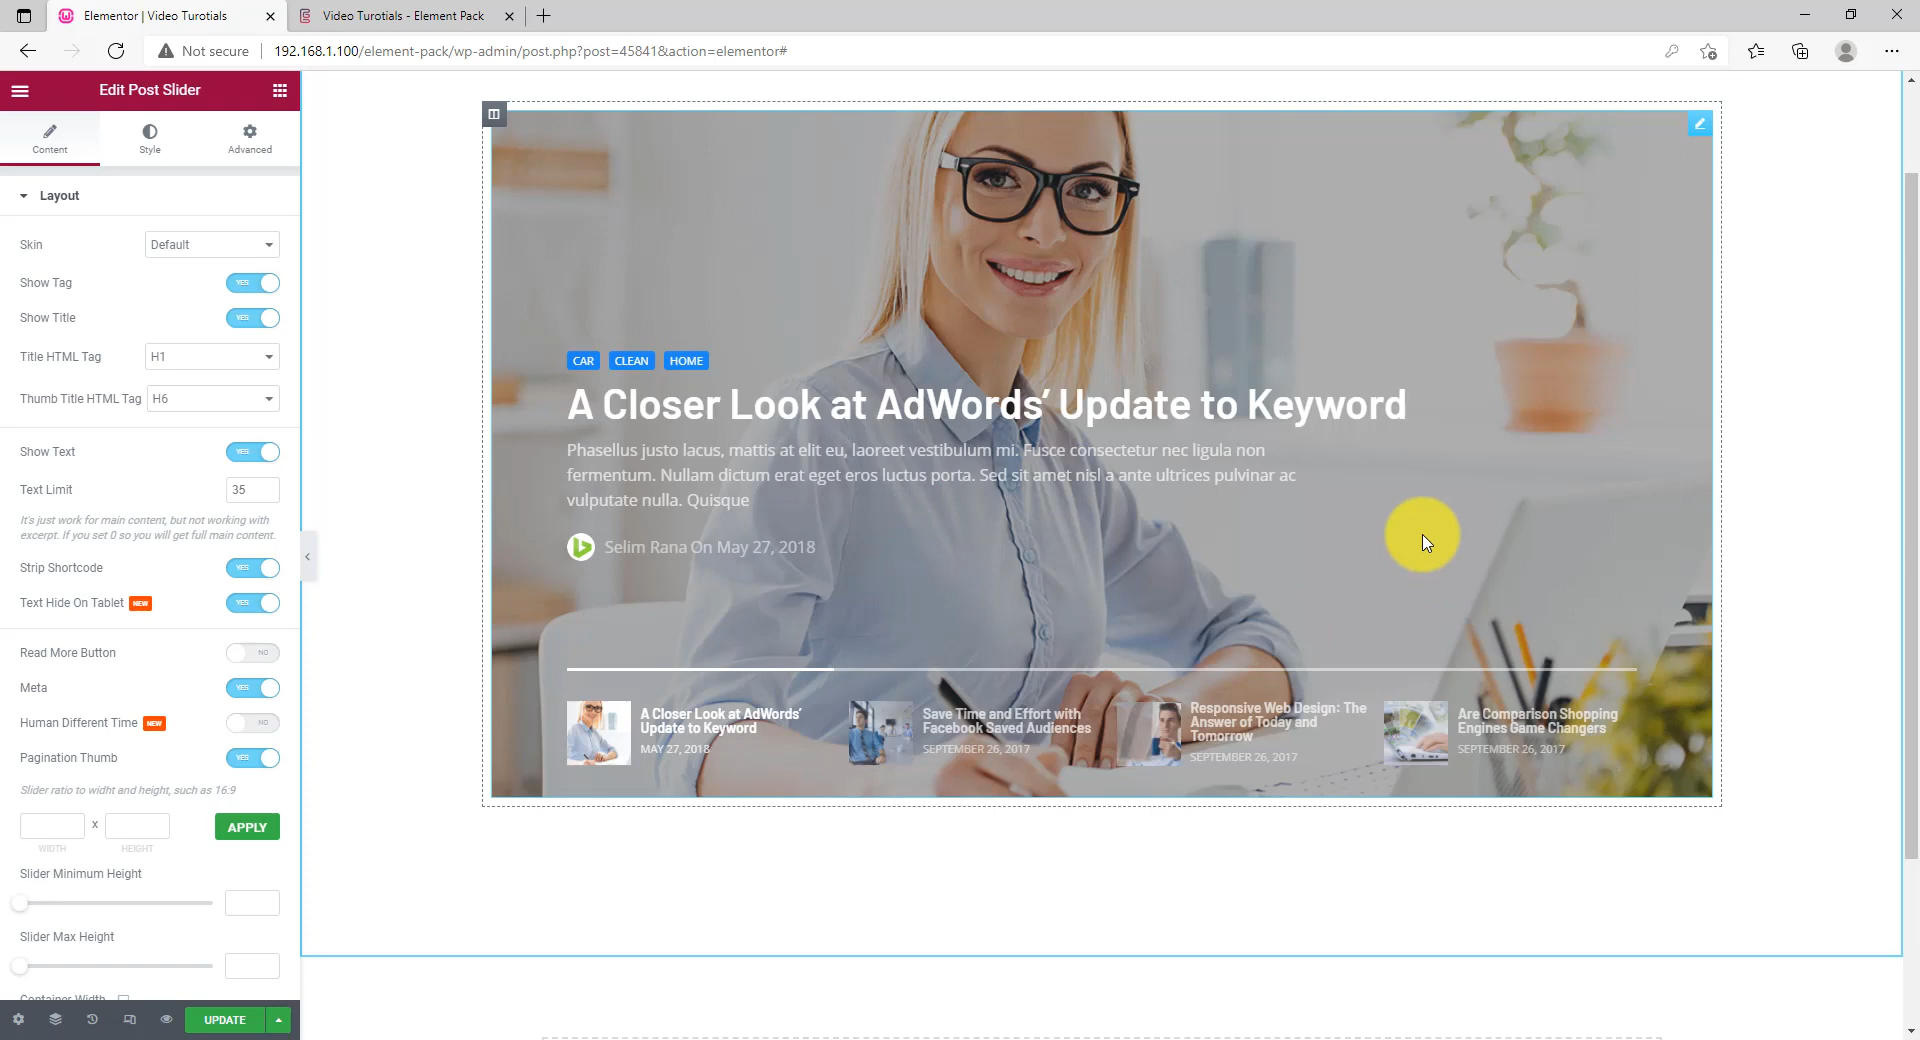 Elementor | Video Turotials
Video Turotials - Element Pack
Not secure
192.168.1.100/element-pack/wp-admin/post.php?post=45841&action=elementor#
Edit Post Slider
Content
Style
Advanced
Layout
Skin
Default
Show Tag
YES
Show Title
YES
Title HTML Tag
H1
Thumb Title HTML Tag
H6
Show Text
YES
Text Limit
35
It's just work for main content, but not working with
excerpt. If you set 0 so you will get full main content.
Strip Shortcode
YES
Text Hide On Tablet NEW
YES
Read More Button
NO
Meta
YES
Human Different Time NEW
NO
Pagination Thumb
YES
Slider ratio to widht and height, such as 16:9
x
APPLY
WIDTH
HEIGHT
Slider Minimum Height
Slider Max Height
Container Width
UPDATE
CAR
CLEAN
HOME
A Closer Look at AdWords’ Update to Keyword
Phasellus justo lacus, mattis at elit eu, laoreet vestibulum mi. Fusce consectetur nec ligula non
fermentum. Nullam dictum erat eget eros luctus porta. Sed sit amet nisl a ante ultrices pulvinar ac
vulputate nulla. Quisque
Selim Rana On May 27, 2018
A Closer Look at AdWords’
Update to Keyword
MAY 27, 2018
Save Time and Effort with
Facebook Saved Audiences
SEPTEMBER 26, 2017
Responsive Web Design: The
Answer of Today and
Tomorrow
SEPTEMBER 26, 2017
Are Comparison Shopping
Engines Game Changers
SEPTEMBER 26, 2017